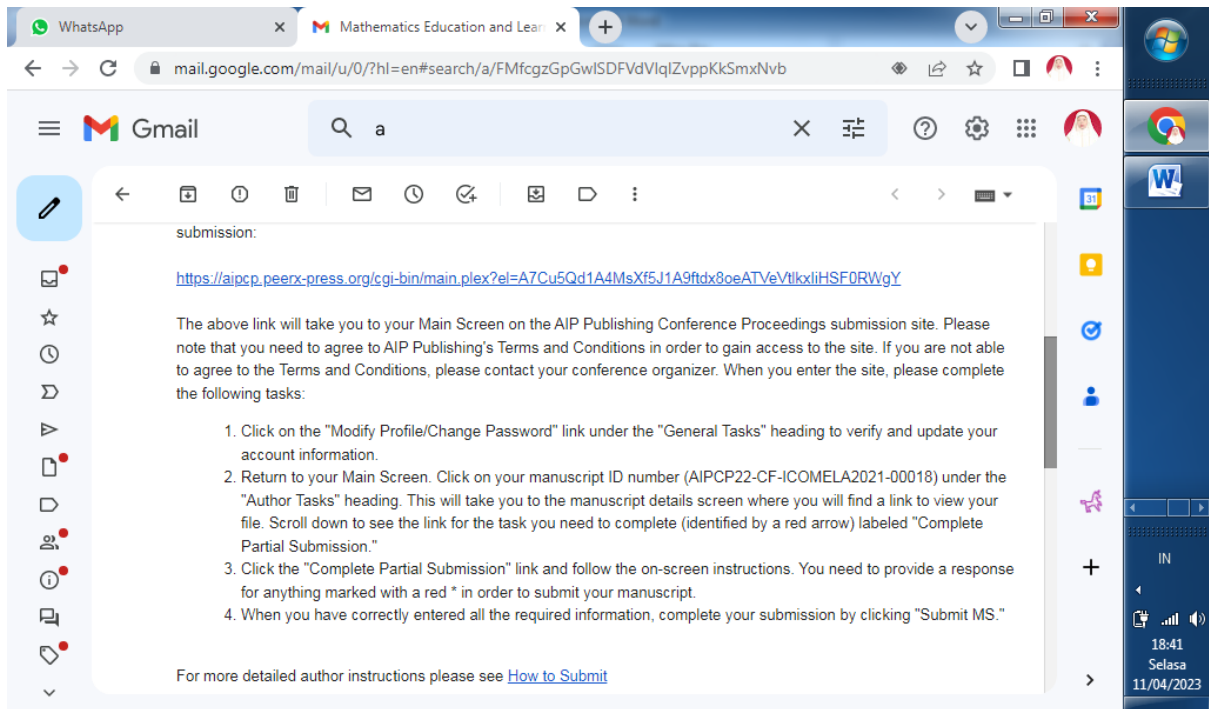 WhatsApp
Mathematics Education and Lear
mail.google.com/mail/u/0/?hl=en#search/a/FMfcgzGpGwISDFVdVIqlZvppKkSmxNvb
Gmail
a
submission:
https://aipcp.peerx-press.org/cgi-bin/main.plex?el=A7Cu5Qd1A4MsXf5J1A9ftdx8oeATVeVtlkxIiHSF0RWgY
The above link will take you to your Main Screen on the AIP Publishing Conference Proceedings submission site. Please
note that you need to agree to AIP Publishing's Terms and Conditions in order to gain access to the site. If you are not able
to agree to the Terms and Conditions, please contact your conference organizer. When you enter the site, please complete
the following tasks:
1. Click on the "Modify Profile/Change Password" link under the "General Tasks" heading to verify and update your
account information.
2. Return to your Main Screen. Click on your manuscript ID number (AIPCP22-CF-ICOMELA2021-00018) under the
"Author Tasks" heading. This will take you to the manuscript details screen where you will find a link to view your
file. Scroll down to see the link for the task you need to complete (identified by a red arrow) labeled "Complete
Partial Submission."
3. Click the "Complete Partial Submission" link and follow the on-screen instructions. You need to provide a response
for anything marked with a red * in order to submit your manuscript.
4. When you have correctly entered all the required information, complete your submission by clicking "Submit MS."
For more detailed author instructions please see How to Submit
31
W
IN
18:41
Selasa
11/04/2023